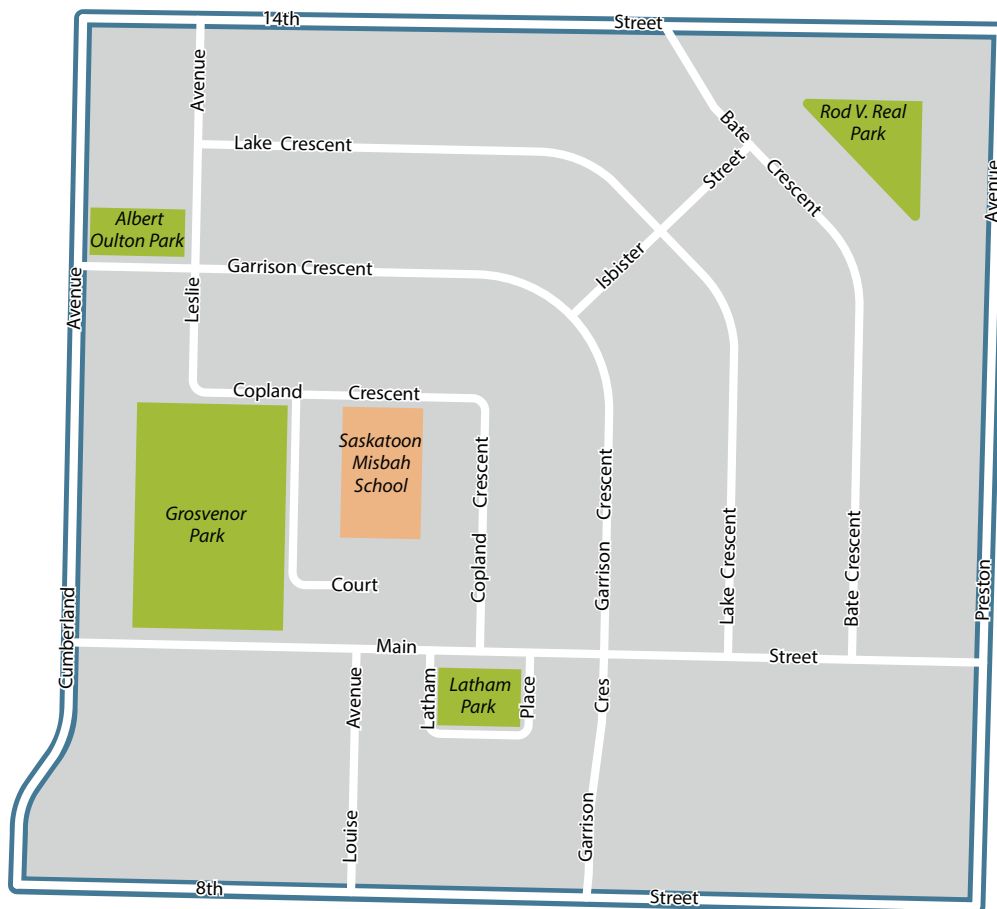 14th
Street
Avenue
Bate
Crescent
Rod V. Real
Park
Lake Crescent
Street
Isbister
Avenue
Albert
Oulton Park
Garrison Crescent
Avenue
Leslie
Copland
Crescent
Saskatoon
Misbah
School
Grosvenor
Park
Copland Crescent
Garrison Crescent
Lake Crescent
Bate Crescent
Court
Cumberland
Preston
Main
Street
Avenue
Latham
Latham
Park
Place
Cres
Louise
Garrison
8th
Street